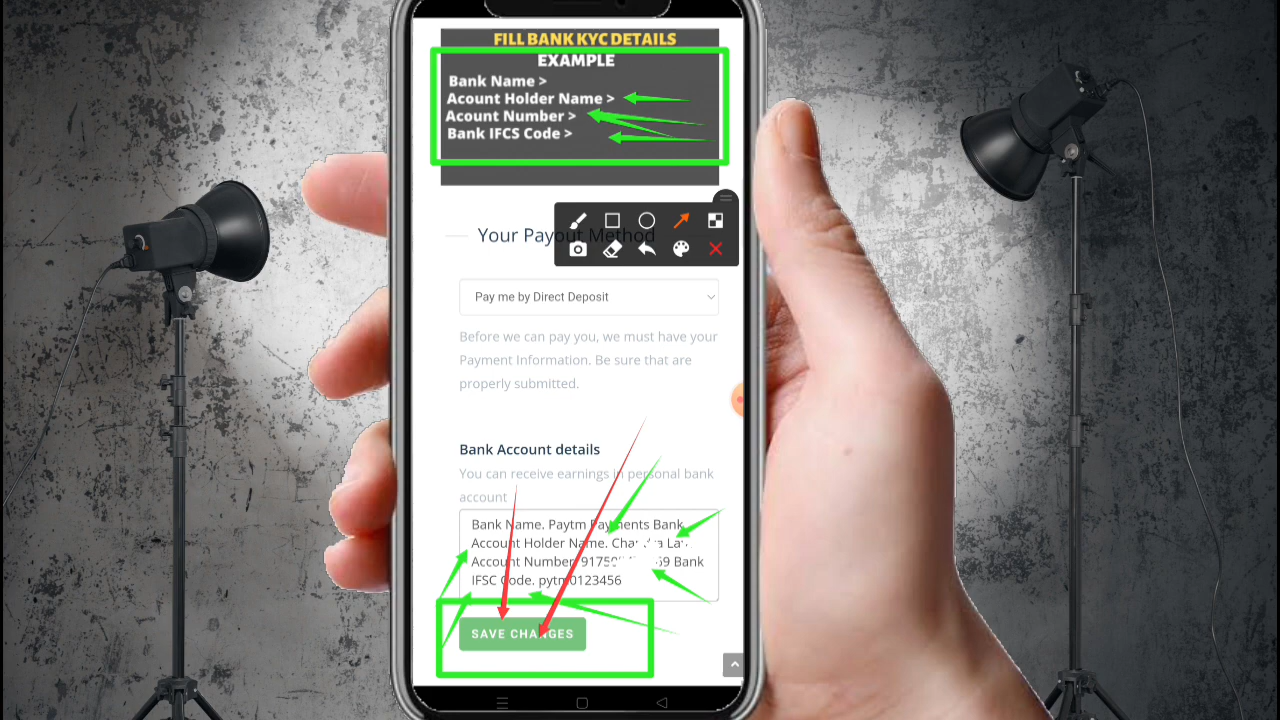 FILL BANK KYC DETAILS
EXAMPLE
Bank Name >
Acount Holder Name >
Acount Number >
Bank IFCS Code >
Your Payout Method
Pay me by Direct Deposit
Before we can pay you, we must have your
Payment Information. Be sure that are
properly submitted.
Bank Account details
You can receive earnings in personal bank
account
Bank Name. Paytm Payments Bank
Account Holder Name.
Account Number. Bank
IFSC Code. pytm0123456
SAVE CHANGES